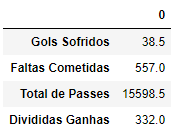 0
Gols Sofridos 38.5
Faltas Cometidas 557.0
Total de Passes 15598.5
Divididas Ganhas 332.0